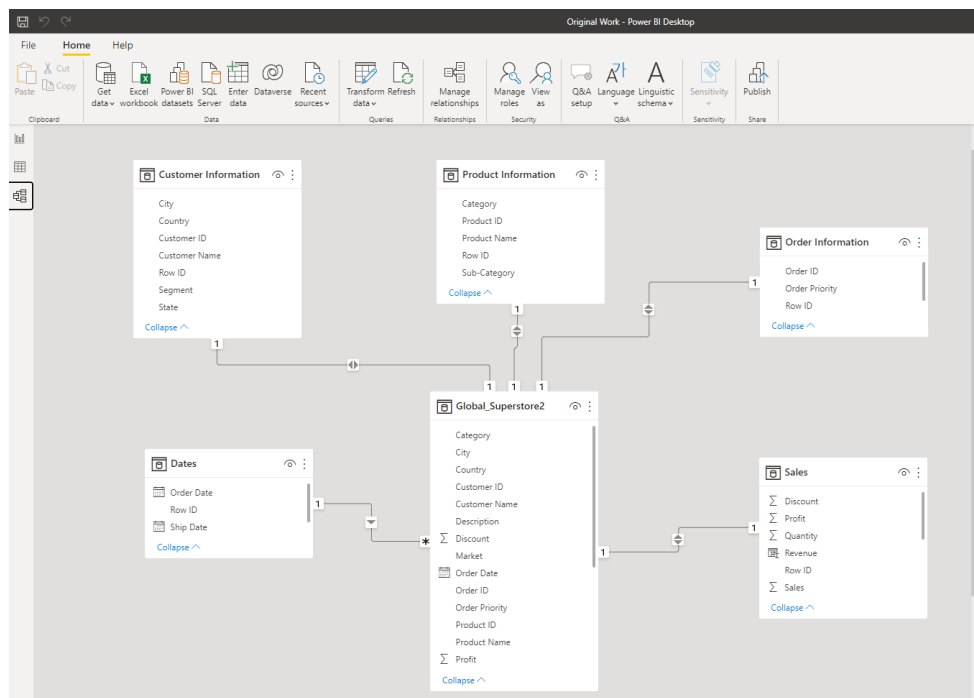 Original Work - Power BI Desktop
File Home Help
Paste
Cut
Copy
Clipboard
Get data
Excel workbook
Power BI datasets
SQL Server
Enter data
Dataverse
Recent sources
Data
Transform data
Refresh
Queries
Manage relationships
Relationships
Manage roles
View as
Security
Q&A setup
Language
Linguistic schema
Q&A
Sensitivity
Sensitivity
Publish
Share
Customer Information
City
Country
Customer ID
Customer Name
Row ID
Segment
State
Collapse
1
Product Information
Category
Product ID
Product Name
Row ID
Sub-Category
Collapse
1
Order Information
Order ID
Order Priority
Row ID
Collapse
1
1 1 1
Global_Superstore2
Category
City
Country
Customer ID
Customer Name
Description
Σ Discount
Market
Order Date
Order ID
Order Priority
Product ID
Product Name
Σ Profit
Collapse
Dates
Order Date
Row ID
Ship Date
Collapse
1
*
1
1
Sales
Σ Discount
Σ Profit
Σ Quantity
Revenue
Row ID
Σ Sales
Collapse